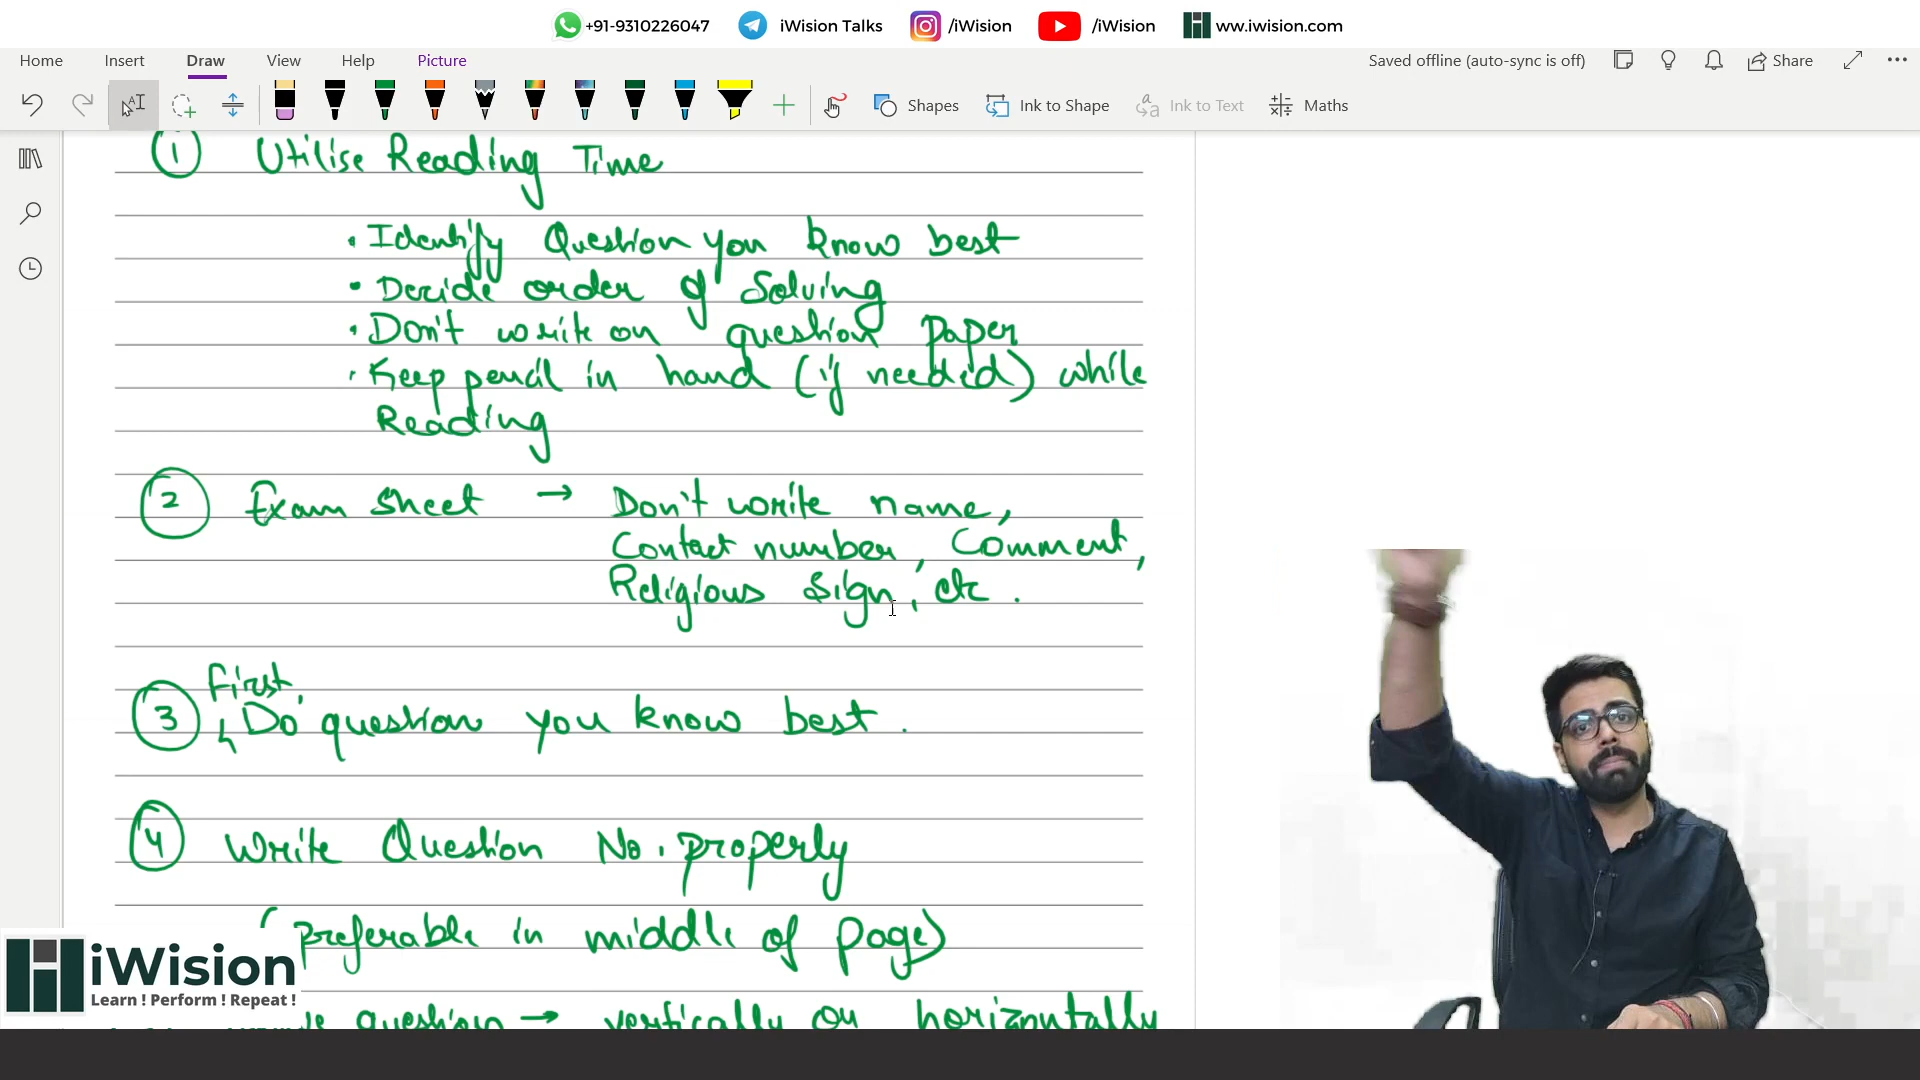 +91-9310226047 iWision Talks /iWision /iWision ww.iwision.com
Home Insert Draw View Help Picture Saved offline (auto-sync is off) Share
Shapes Ink to Shape Ink to Text Maths
1 Utilise Reading Time
• Identify Question you know best
• Decide order of Solving
• Don't write on question paper
• Keep pencil in hand (if needed) while
Reading
2 Exam Sheet → Don't write name,
Contact number, Comment,
Religious Sign, etc.
First
3 Do question you know best.
4 Write Question No. properly
(preferable in middle of page)
question → vertically or horizontally
iWision
Learn ! Perform ! Repeat !